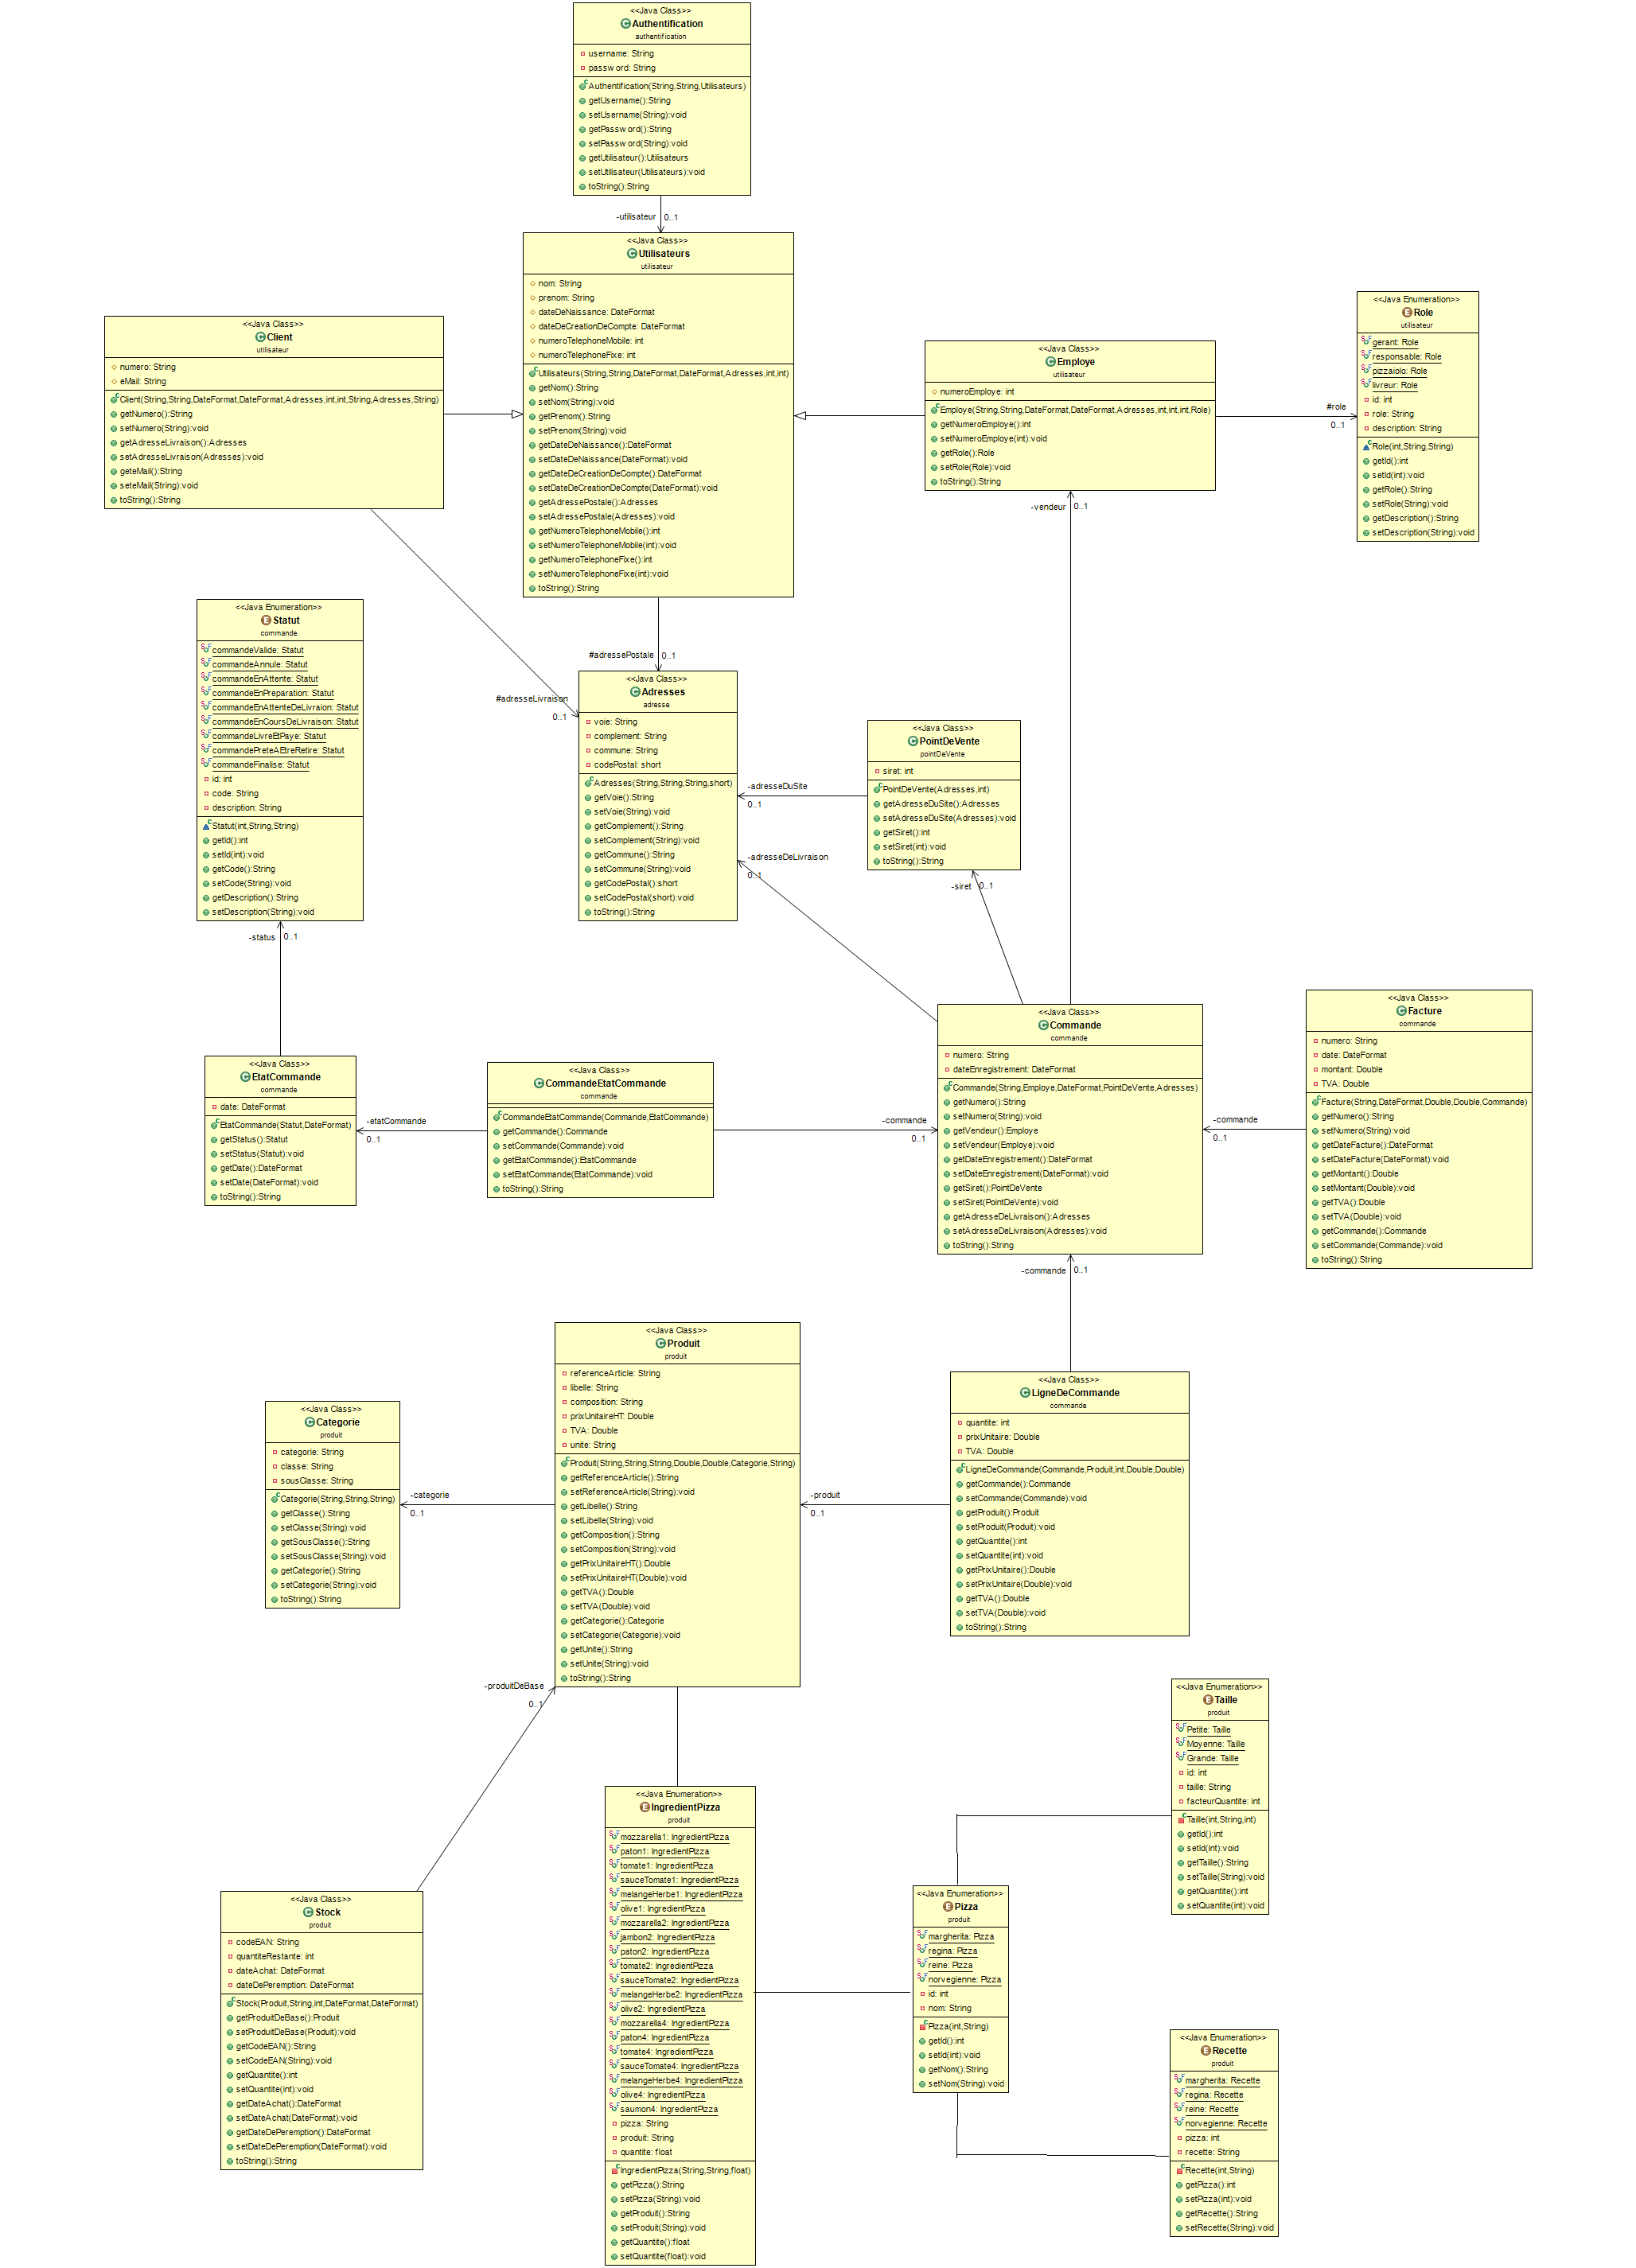 <<Java Class>>
Authentification
authentification
username: String
passw ord: String
Authentification(String,String,Utilisateurs)
getUsername():String
setUsername(String):void
getPassw ord():String
setPassw ord(String):void
getUtilisateur():Utilisateurs
setUtilisateur(Utilisateurs):void
toString():String
-utilisateur
0..1
<<Java Class>>
Utilisateurs
utilisateur
nom: String
prenom: String
dateDeNaissance: DateFormat
dateDeCreationDeCompte: DateFormat
numeroTelephoneMobile: int
numeroTelephoneFixe: int
Utilisateurs(String,String,DateFormat,DateFormat,Adresses,int,int)
getNom():String
setNom(String):void
getPrenom():String
setPrenom(String):void
getDateDeNaissance():DateFormat
setDateDeNaissance(DateFormat):void
getDateDeCreationDeCompte():DateFormat
setDateDeCreationDeCompte(DateFormat):void
getAdressePostale():Adresses
setAdressePostale(Adresses):void
getNumeroTelephoneMobile():int
setNumeroTelephoneMobile(int):void
getNumeroTelephoneFixe():int
setNumeroTelephoneFixe(int):void
toString():String
<<Java Class>>
Client
utilisateur
numero: String
eMail: String
Client(String,String,DateFormat,DateFormat,Adresses,int,int,String,Adresses,String)
getNumero():String
setNumero(String):void
getAdresseLivraison():Adresses
setAdresseLivraison(Adresses):void
geteMail():String
seteMail(String):void
toString():String
<<Java Class>>
Employe
utilisateur
numeroEmploye: int
Employe(String,String,DateFormat,DateFormat,Adresses,int,int,int,Role)
getNumeroEmploye():int
setNumeroEmploye(int):void
getRole():Role
setRole(Role):void
toString():String
#role
0..1
<<Java Enumeration>>
Role
utilisateur
gerant: Role
responsable: Role
pizzaiolo: Role
livreur: Role
id: int
role: String
description: String
Role(int,String,String)
getId():int
setId(int):void
getRole():String
setRole(String):void
getDescription():String
setDescription(String):void
-vendeur
0..1
<<Java Enumeration>>
Statut
commande
commandeValide: Statut
commandeAnnule: Statut
commandeEnAttente: Statut
commandeEnPreparation: Statut
commandeEnAttenteDeLivraion: Statut
commandeEnCoursDeLivraison: Statut
commandeLivreEtPaye: Statut
commandePreteAEtreRetire: Statut
commandeFinalise: Statut
id: int
code: String
description: String
Statut(int,String,String)
getId():int
setId(int):void
getCode():String
setCode(String):void
getDescription():String
setDescription(String):void
#adressePostale
0..1
#adresseLivraison
0..1
<<Java Class>>
Adresses
adresse
voie: String
complement: String
commune: String
codePostal: short
Adresses(String,String,String,short)
getVoie():String
setVoie(String):void
getComplement():String
setComplement(String):void
getCommune():String
setCommune(String):void
getCodePostal():short
setCodePostal(short):void
toString():String
-adresseDuSite
0..1
-adresseDeLivraison
0..1
<<Java Class>>
PointDeVente
pointDeVente
siret: int
PointDeVente(Adresses,int)
getAdresseDuSite():Adresses
setAdresseDuSite(Adresses):void
getSiret():int
setSiret(int):void
toString():String
-siret
0..1
-status
0..1
<<Java Class>>
EtatCommande
commande
date: DateFormat
EtatCommande(Statut,DateFormat)
getStatus():Statut
setStatus(Statut):void
getDate():DateFormat
setDate(DateFormat):void
toString():String
-etatCommande
0..1
<<Java Class>>
CommandeEtatCommande
commande
CommandeEtatCommande(Commande,EtatCommande)
getCommande():Commande
setCommande(Commande):void
getEtatCommande():EtatCommande
setEtatCommande(EtatCommande):void
toString():String
-commande
0..1
<<Java Class>>
Commande
commande
numero: String
dateEnregistrement: DateFormat
Commande(String,Employe,DateFormat,PointDeVente,Adresses)
getNumero():String
setNumero(String):void
getVendeur():Employe
setVendeur(Employe):void
getDateEnregistrement():DateFormat
setDateEnregistrement(DateFormat):void
getSiret():PointDeVente
setSiret(PointDeVente):void
getAdresseDeLivraison():Adresses
setAdresseDeLivraison(Adresses):void
toString():String
-commande
0..1
<<Java Class>>
Facture
commande
numero: String
date: DateFormat
montant: Double
TVA: Double
Facture(String,DateFormat,Double,Double,Commande)
getNumero():String
setNumero(String):void
getDateFacture():DateFormat
setDateFacture(DateFormat):void
getMontant():Double
setMontant(Double):void
getTVA():Double
setTVA(Double):void
getCommande():Commande
setCommande(Commande):void
toString():String
-commande
0..1
<<Java Class>>
Categorie
produit
categorie: String
classe: String
sousClasse: String
Categorie(String,String,String)
getClasse():String
setClasse(String):void
getSousClasse():String
setSousClasse(String):void
getCategorie():String
setCategorie(String):void
toString():String
-categorie
0..1
<<Java Class>>
Produit
produit
referenceArticle: String
libelle: String
composition: String
prixUnitaireHT: Double
TVA: Double
unite: String
Produit(String,String,String,Double,Double,Categorie,String)
getReferenceArticle():String
setReferenceArticle(String):void
getLibelle():String
setLibelle(String):void
getComposition():String
setComposition(String):void
getPrixUnitaireHT():Double
setPrixUnitaireHT(Double):void
getTVA():Double
setTVA(Double):void
getCategorie():Categorie
setCategorie(Categorie):void
getUnite():String
setUnite(String):void
toString():String
-produit
0..1
<<Java Class>>
LigneDeCommande
commande
quantite: int
prixUnitaire: Double
TVA: Double
LigneDeCommande(Commande,Produit,int,Double,Double)
getCommande():Commande
setCommande(Commande):void
getProduit():Produit
setProduit(Produit):void
getQuantite():int
setQuantite(int):void
getPrixUnitaire():Double
setPrixUnitaire(Double):void
getTVA():Double
setTVA(Double):void
toString():String
-produitDeBase
0..1
<<Java Class>>
Stock
produit
codeEAN: String
quantiteRestante: int
dateAchat: DateFormat
dateDePeremption: DateFormat
Stock(Produit,String,int,DateFormat,DateFormat)
getProduitDeBase():Produit
setProduitDeBase(Produit):void
getCodeEAN():String
setCodeEAN(String):void
getQuantite():int
setQuantite(int):void
getDateAchat():DateFormat
setDateAchat(DateFormat):void
getDateDePeremption():DateFormat
setDateDePeremption(DateFormat):void
toString():String
<<Java Enumeration>>
IngredientPizza
produit
mozzarella1: IngredientPizza
paton1: IngredientPizza
tomate1: IngredientPizza
sauceTomate1: IngredientPizza
melangeHerbe1: IngredientPizza
olive1: IngredientPizza
mozzarella2: IngredientPizza
jambon2: IngredientPizza
paton2: IngredientPizza
tomate2: IngredientPizza
sauceTomate2: IngredientPizza
melangeHerbe2: IngredientPizza
olive2: IngredientPizza
mozzarella4: IngredientPizza
paton4: IngredientPizza
tomate4: IngredientPizza
sauceTomate4: IngredientPizza
melangeHerbe4: IngredientPizza
olive4: IngredientPizza
saumon4: IngredientPizza
pizza: String
produit: String
quantite: float
IngredientPizza(String,String,float)
getPizza():String
setPizza(String):void
getProduit():String
setProduit(String):void
getQuantite():float
setQuantite(float):void
<<Java Enumeration>>
Taille
produit
Petite: Taille
Moyenne: Taille
Grande: Taille
id: int
taille: String
facteurQuantite: int
Taille(int,String,int)
getId():int
setId(int):void
getTaille():String
setTaille(String):void
getQuantite():int
setQuantite(int):void
<<Java Enumeration>>
Pizza
produit
margherita: Pizza
regina: Pizza
reine: Pizza
norvegienne: Pizza
id: int
nom: String
Pizza(int,String)
getId():int
setId(int):void
getNom():String
setNom(String):void
<<Java Enumeration>>
Recette
produit
margherita: Recette
regina: Recette
reine: Recette
norvegienne: Recette
pizza: int
recette: String
Recette(int,String)
getPizza():int
setPizza(int):void
getRecette():String
setRecette(String):void